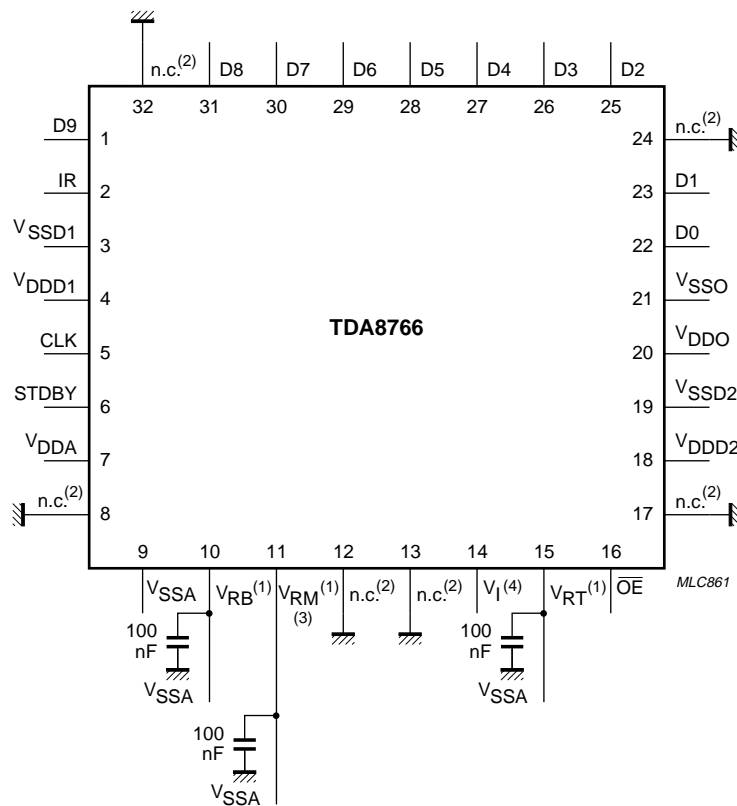 n.c.(2) D8 D7 D6 D5 D4 D3 D2
32 31 30 29 28 27 26 25
D9 1 24 n.c.(2)
IR 2 23 D1
VSSD1 3 22 D0
VDDD1 4 21 VSSO
TDA8766
CLK 5 20 VDDO
STDBY 6 19 VSSD2
VDDA 7 18 VDDD2
n.c.(2) 8 17 n.c.(2)
9 10 11 12 13 14 15 16
VSSA VRB(1) VRM(1) n.c.(2) n.c.(2) VI(4) VRT(1) O̅E̅ MLC861
(3)
100 100
nF nF
VSSA VSSA
100
nF
VSSA